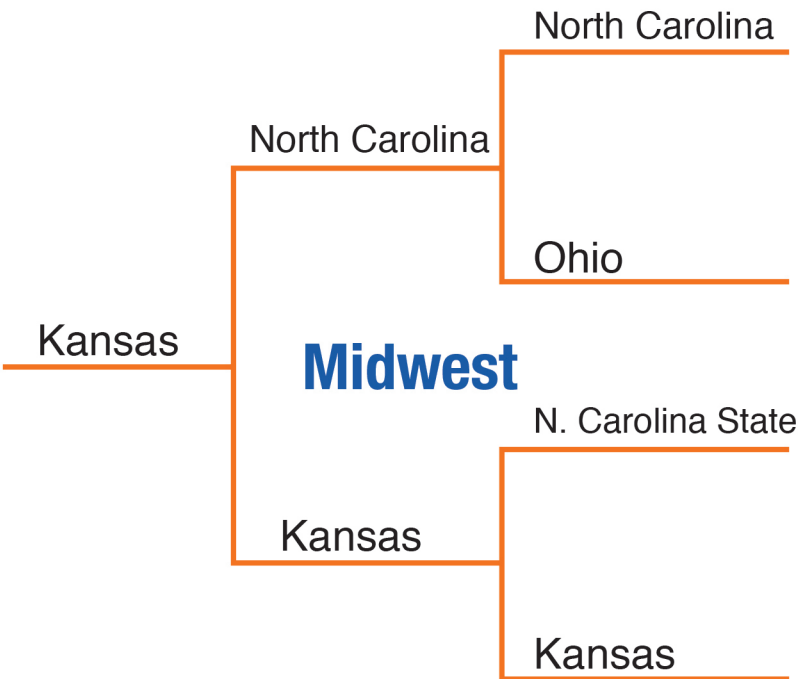 North Carolina
North Carolina
Ohio
Kansas
Midwest
N. Carolina State
Kansas
Kansas